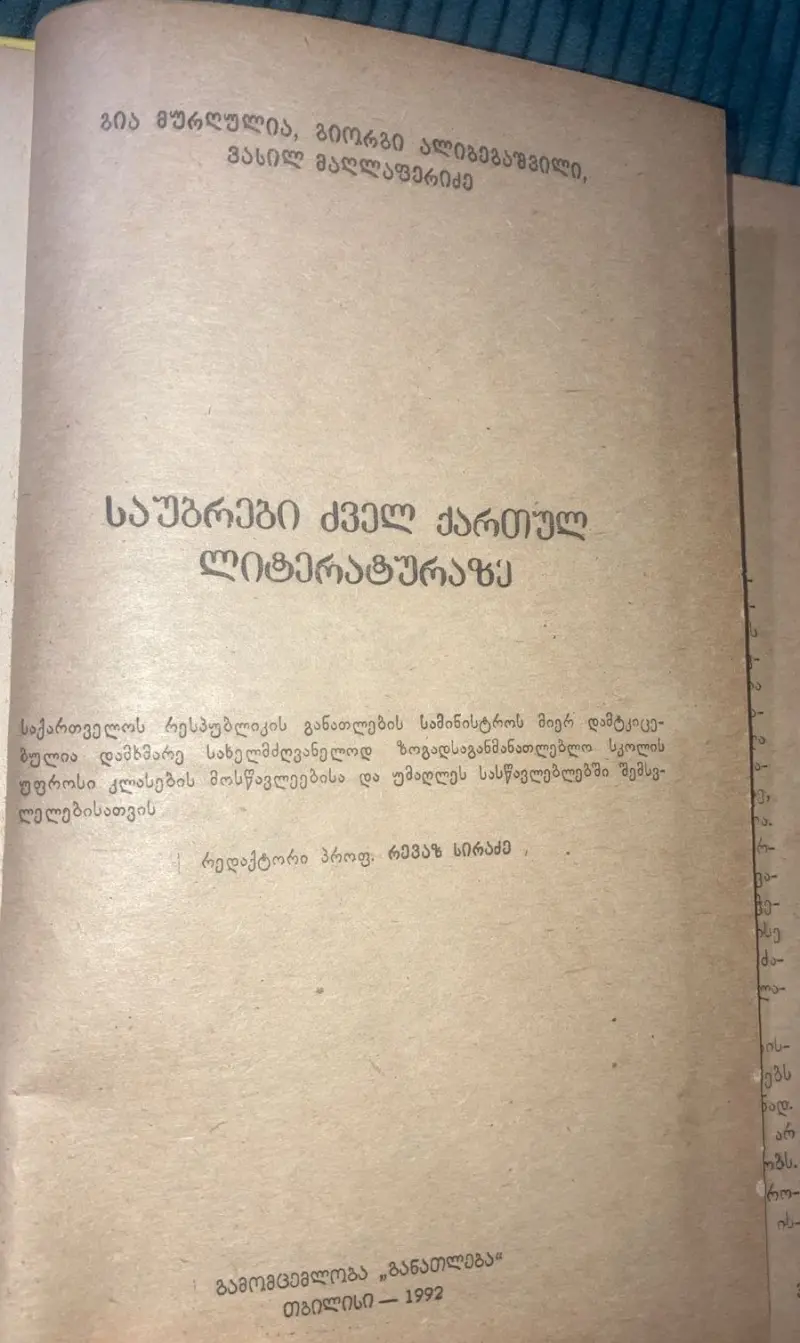 გია მურღულია, გიორგი ალიბეგაშვილი,
ვასილ მაღლაფერიძე
საუბრები ძველ ქართულ
ლიტერატურაზე
საქართველოს რესპუბლიკის განათლების სამინისტროს მიერ დამტკიცე-
ბულია დამხმარე სახელმძღვანელოდ ზოგადსაგანმანათლებლო სკოლის
უფროსი კლასების მოსწავლეებისა და უმაღლეს სასწავლებლებში შემსვ-
ლელებისათვის
რედაქტორი პროფ. რევაზ სირაძე
გამომცემლობა „განათლება“
თბილისი — 1992